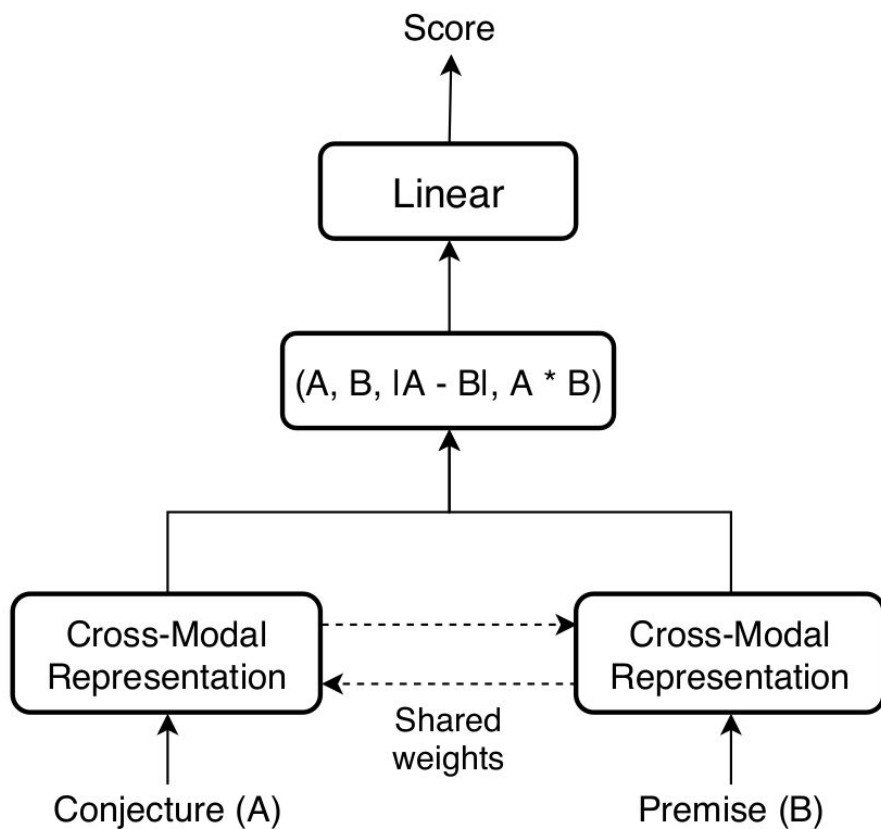 Score
Linear
(A, B, |A - B|, A * B)
Cross-Modal
Representation
Cross-Modal
Representation
Shared
weights
Conjecture (A)
Premise (B)